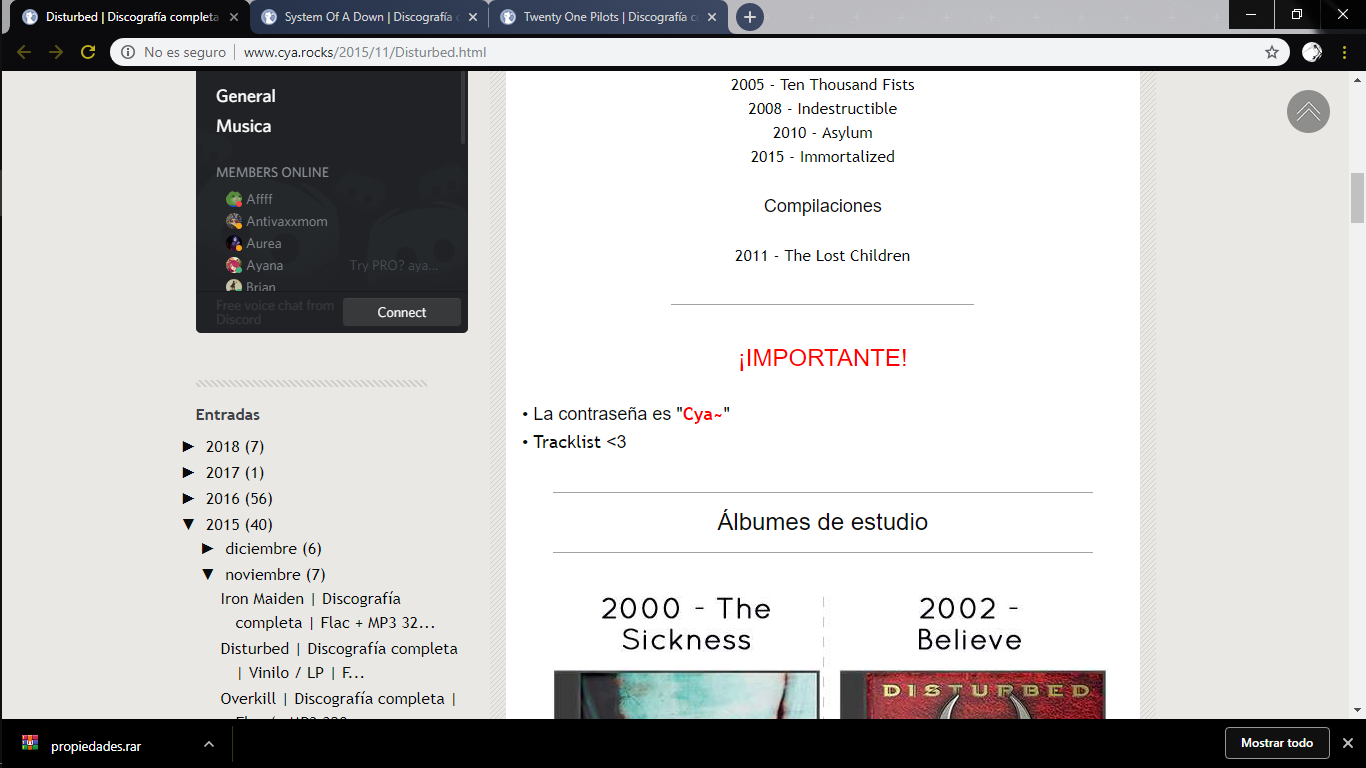 Disturbed | Discografía completa
System Of A Down | Discografía c
Twenty One Pilots | Discografía c
No es seguro | www.cya.rocks/2015/11/Disturbed.html
General
Musica
MEMBERS ONLINE
Affff
Antivaxxmom
Aurea
Ayana Try PRO? aya...
Brian
Free voice chat from
Discord
Connect
Entradas
► 2018 (7)
► 2017 (1)
► 2016 (56)
▼ 2015 (40)
► diciembre (6)
▼ noviembre (7)
Iron Maiden | Discografía
completa | Flac + MP3 32...
Disturbed | Discografía completa
| Vinilo / LP | F...
Overkill | Discografía completa |
2005 - Ten Thousand Fists
2008 - Indestructible
2010 - Asylum
2015 - Immortalized
Compilaciones
2011 - The Lost Children
¡IMPORTANTE!
• La contraseña es "Cya~"
• Tracklist <3
Álbumes de estudio
2000 - The
Sickness
2002 -
Believe
DISTURBED
propiedades.rar
Mostrar todo